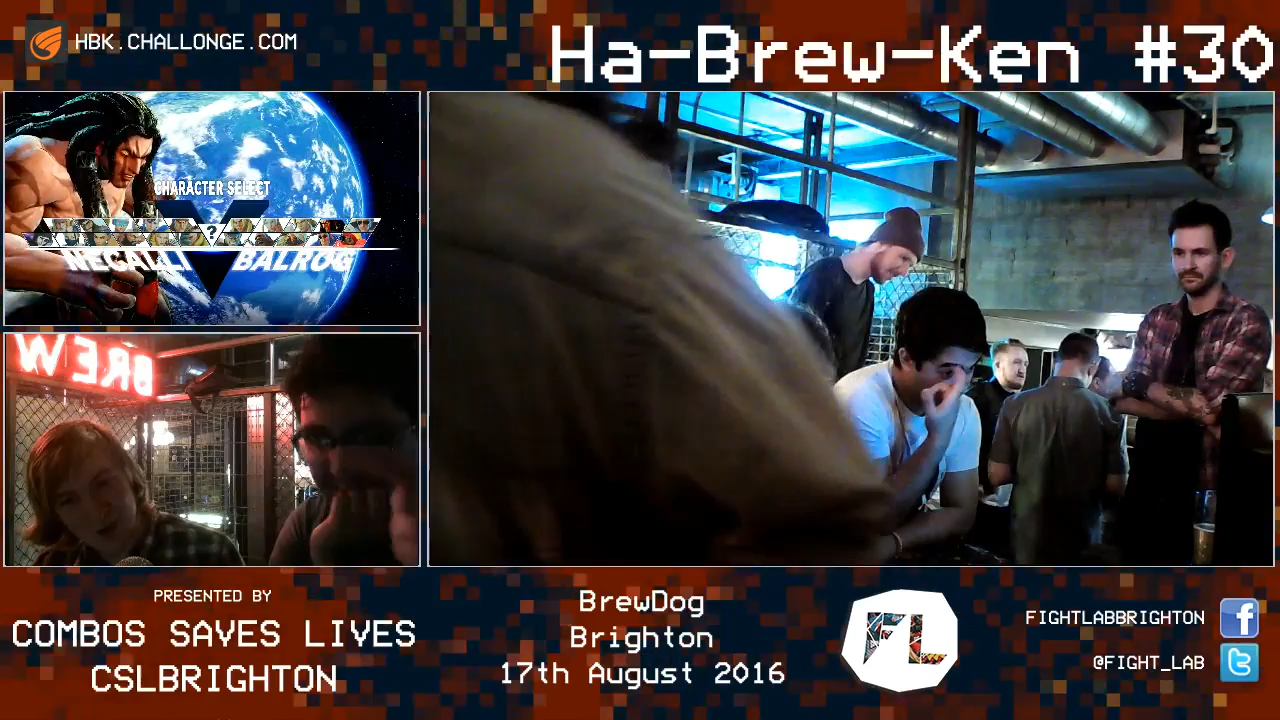 HBK.CHALLONGE.COM
Ha-Brew-Ken #30
CHARACTER SELECT
?
NECALLI
BALROG
BREW
PRESENTED BY
COMBOS SAVES LIVES
CSLBRIGHTON
BrewDog
Brighton
17th August 2016
FL
FIGHTLABBRIGHTON
f
@FIGHT_LAB
t